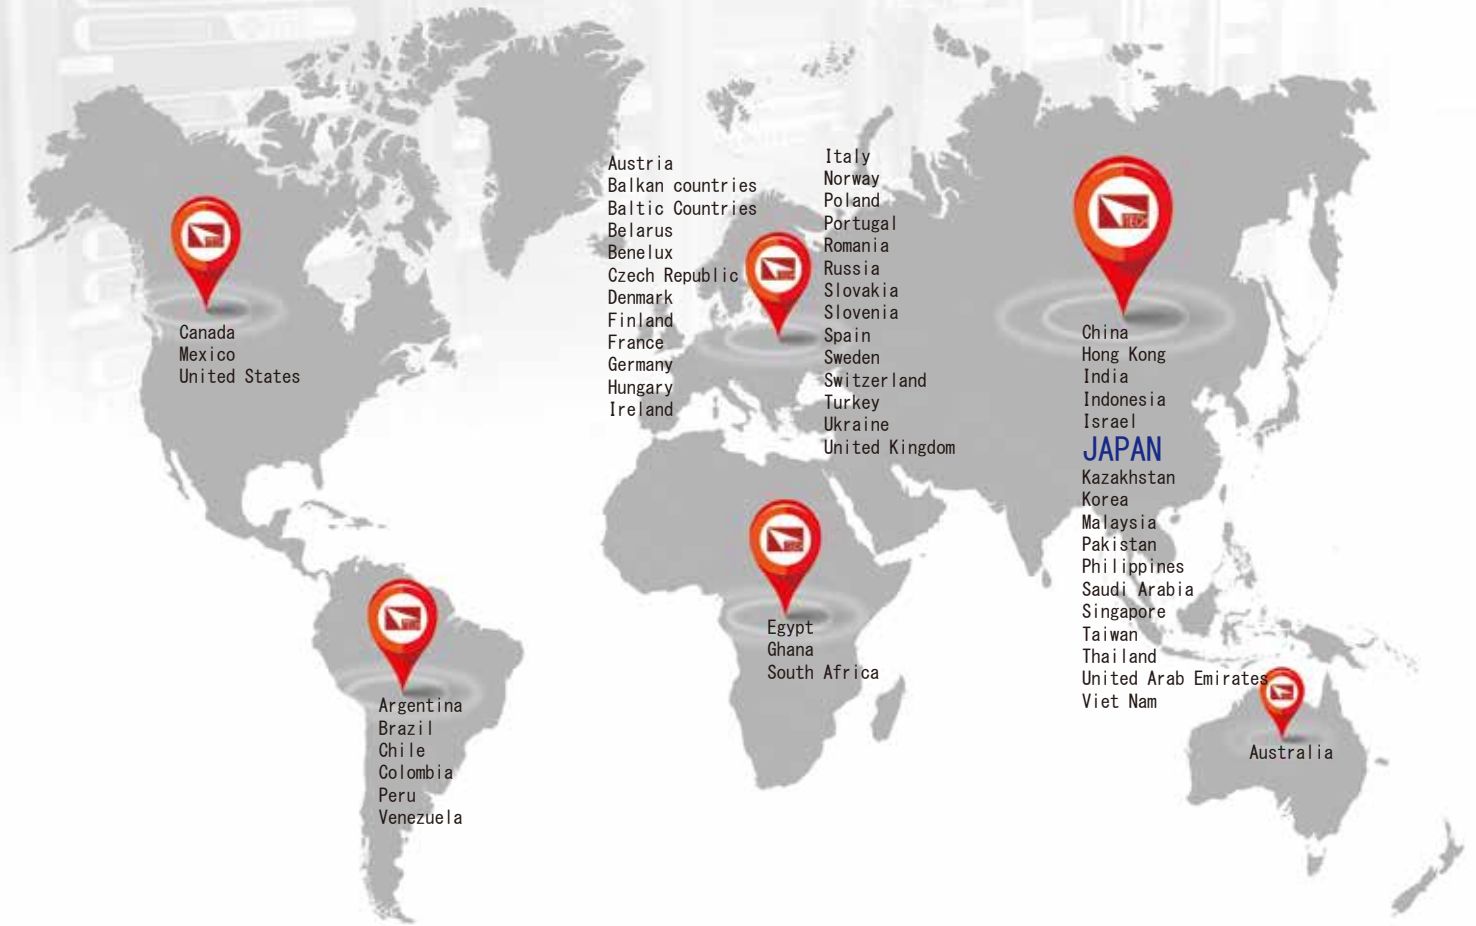 Canada
Mexico
United States
Argentina
Brazil
Chile
Colombia
Peru
Venezuela
Austria
Balkan countries
Baltic Countries
Belarus
Benelux
Czech Republic
Denmark
Finland
France
Germany
Hungary
Ireland
Italy
Norway
Poland
Portugal
Romania
Russia
Slovakia
Slovenia
Spain
Sweden
Switzerland
Turkey
Ukraine
United Kingdom
Egypt
Ghana
South Africa
TECH
China
Hong Kong
India
Indonesia
Israel
JAPAN
Kazakhstan
Korea
Malaysia
Pakistan
Philippines
Saudi Arabia
Singapore
Taiwan
Thailand
United Arab Emirates
Viet Nam
Australia